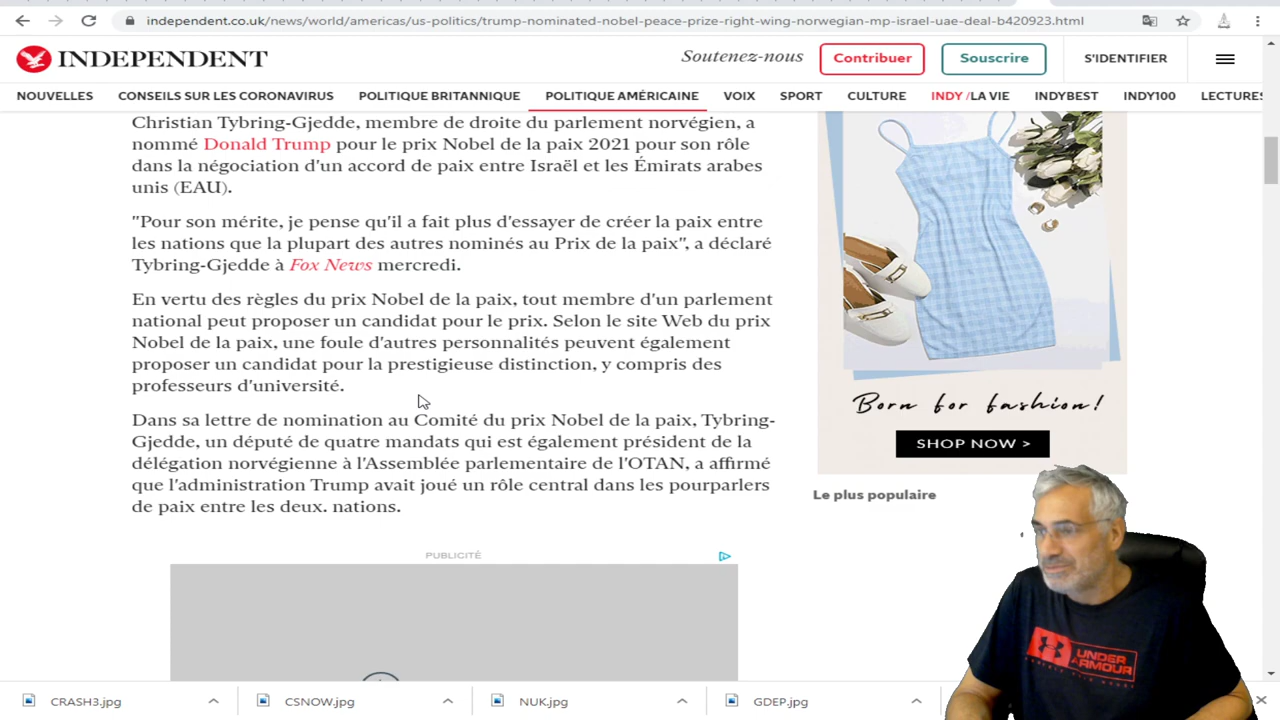 independent.co.uk/news/world/americas/us-politics/trump-nominated-nobel-peace-prize-right-wing-norwegian-mp-israel-uae-deal-b420923.html
INDEPENDENT
Soutenez-nous
Contribuer
Souscrire
S'IDENTIFIER
NOUVELLES
CONSEILS SUR LES CORONAVIRUS
POLITIQUE BRITANNIQUE
POLITIQUE AMÉRICAINE
VOIX
SPORT
CULTURE
INDY /LA VIE
INDYBEST
INDY100
LECTURES
Christian Tybring-Gjedde, membre de droite du parlement norvégien, a
nommé Donald Trump pour le prix Nobel de la paix 2021 pour son rôle
dans la négociation d'un accord de paix entre Israël et les Émirats arabes
unis (EAU).
"Pour son mérite, je pense qu'il a fait plus d'essayer de créer la paix entre
les nations que la plupart des autres nominés au Prix de la paix", a déclaré
Tybring-Gjedde à Fox News mercredi.
En vertu des règles du prix Nobel de la paix, tout membre d'un parlement
national peut proposer un candidat pour le prix. Selon le site Web du prix
Nobel de la paix, une foule d'autres personnalités peuvent également
proposer un candidat pour la prestigieuse distinction, y compris des
professeurs d'université.
Dans sa lettre de nomination au Comité du prix Nobel de la paix, Tybring-
Gjedde, un député de quatre mandats qui est également président de la
délégation norvégienne à l'Assemblée parlementaire de l'OTAN, a affirmé
que l'administration Trump avait joué un rôle central dans les pourparlers
de paix entre les deux. nations.
PUBLICITÉ
Born for fashion!
SHOP NOW >
Le plus populaire
UNDER
ARMOUR
CRASH3.jpg
CSNOW.jpg
NUK.jpg
GDEP.jpg